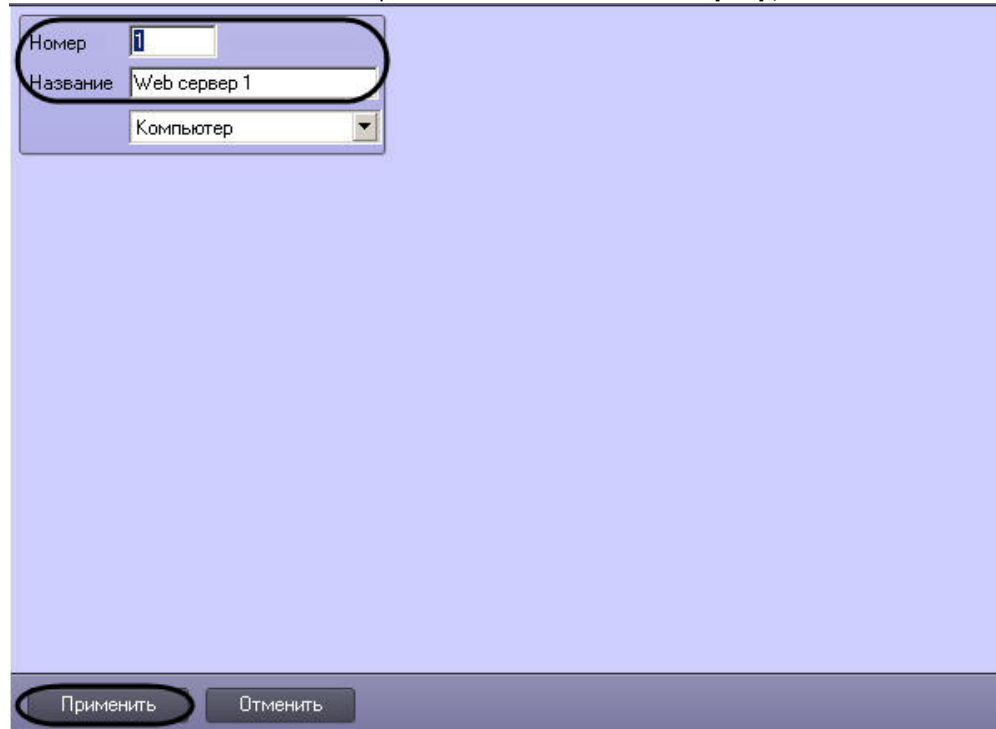 Номер 1
Название Web сервер 1
Компьютер
Применить Отменить